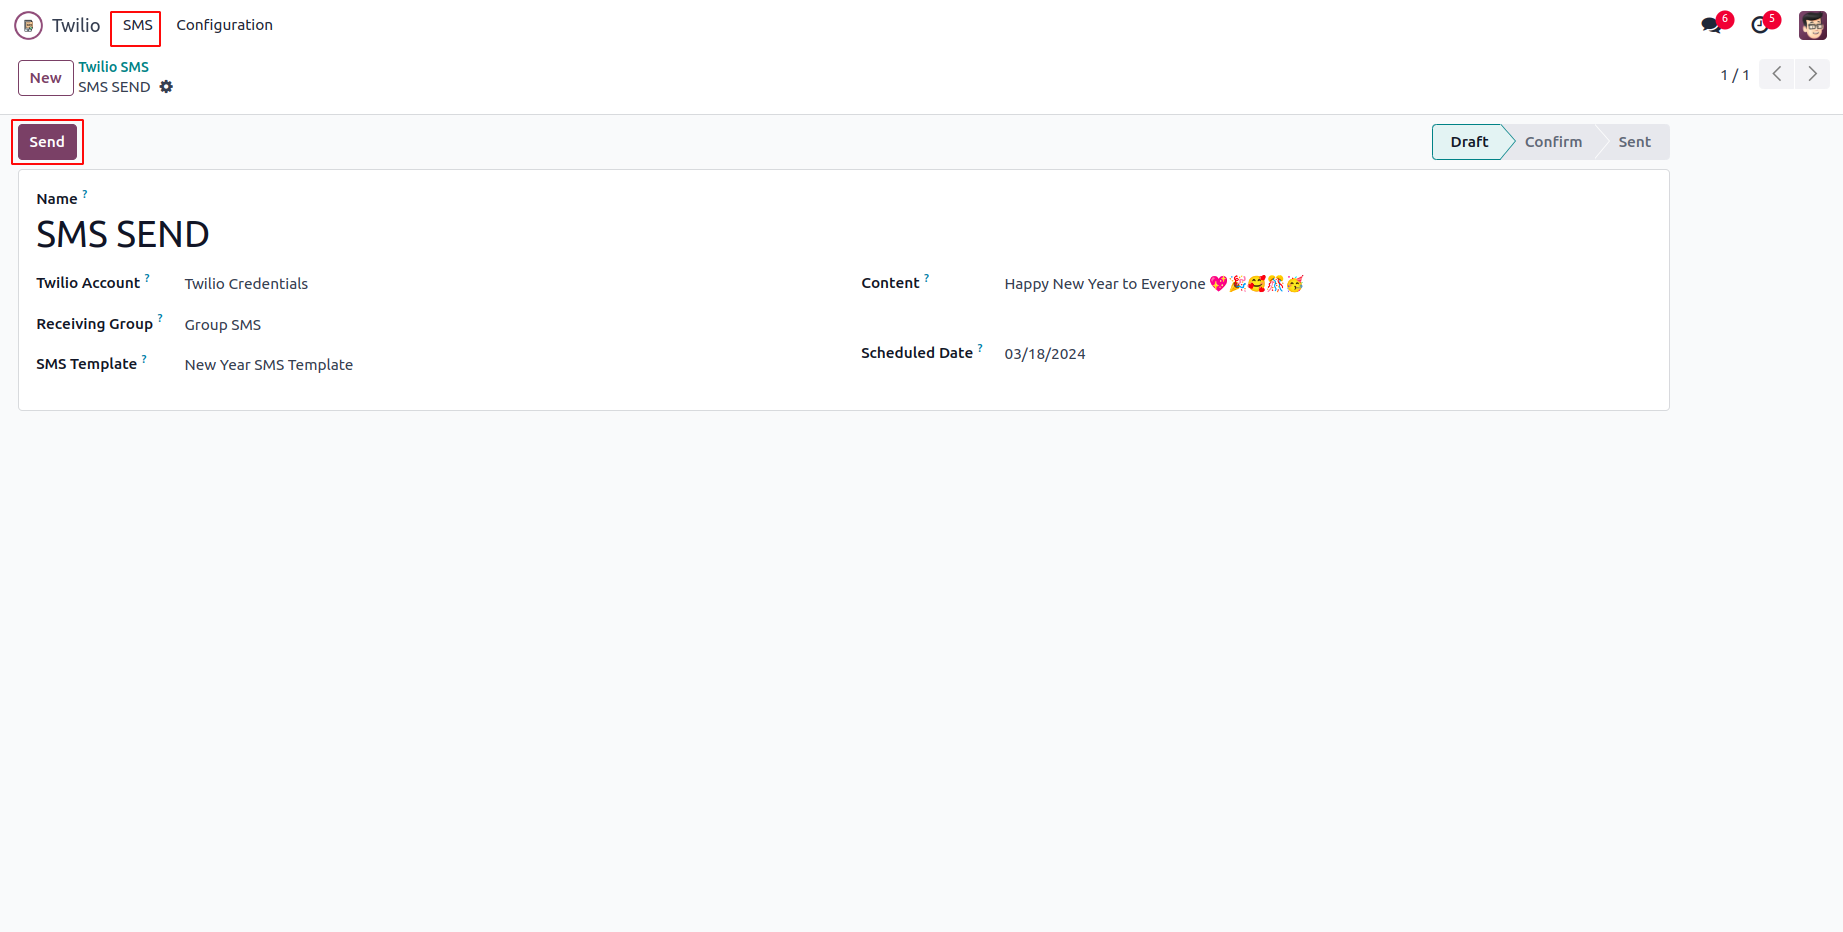 Twilio SMS Configuration 6 5
New Twilio SMS
SMS SEND
1 / 1
Send Draft Confirm Sent
Name ?
SMS SEND
Twilio Account ? Twilio Credentials
Content ? Happy New Year to Everyone 💖🎉🥰🎊🥳
Receiving Group ? Group SMS
Scheduled Date ? 03/18/2024
SMS Template ? New Year SMS Template